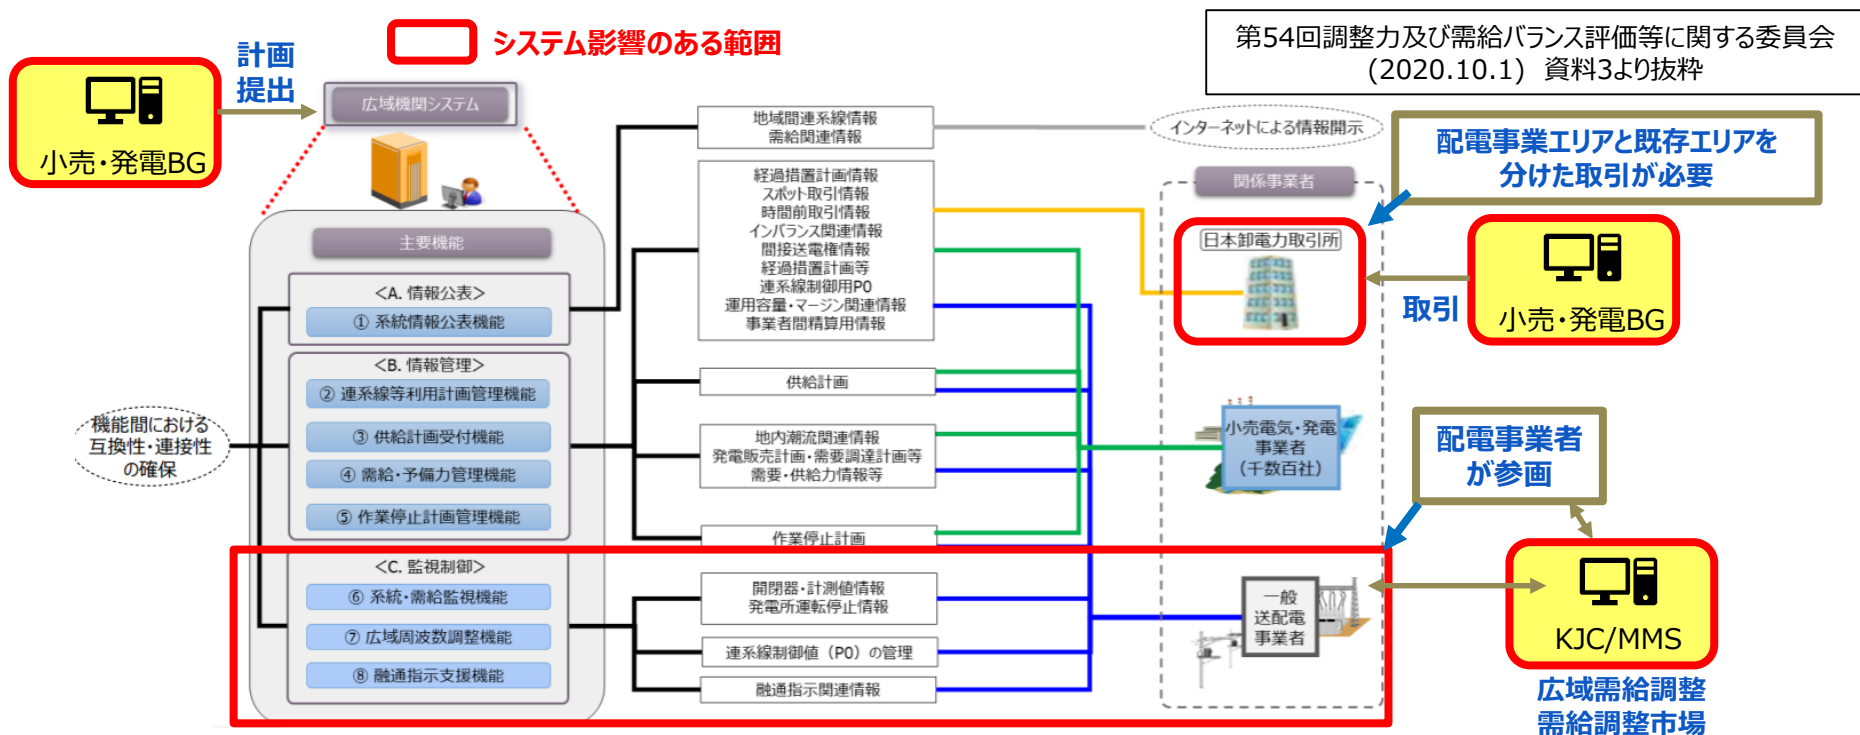 システム影響のある範囲
第54回調整力及び需給バランス評価等に関する委員会
(2020.10.1) 資料3より抜粋
計画
提出
小売・発電BG
広域機関システム
主要機能
<A. 情報公表>
① 系統情報公表機能
<B. 情報管理>
② 連系線等利用計画管理機能
③ 供給計画受付機能
④ 需給・予備力管理機能
⑤ 作業停止計画管理機能
<C. 監視制御>
⑥ 系統・需給監視機能
⑦ 広域周波数調整機能
⑧ 融通指示支援機能
機能間における
互換性・連接性
の確保
地域間連系線情報
需給関連情報
経過措置計画情報
スポット取引情報
時間前取引情報
インバランス関連情報
間接送電権情報
経過措置計画等
連系線制御用P0
運用容量・マージン関連情報
事業者間精算用情報
供給計画
地内潮流関連情報
発電販売計画・需要調達計画等
需要・供給力情報等
作業停止計画
開閉器・計測値情報
発電所運転停止情報
連系線制御値（P0）の管理
融通指示関連情報
インターネットによる情報開示
関係事業者
日本卸電力取引所
小売電気・発電
事業者
（千数百社）
一般
送配電
事業者
配電事業エリアと既存エリアを
分けた取引が必要
取引
小売・発電BG
配電事業者
が参画
KJC/MMS
広域需給調整
需給調整市場